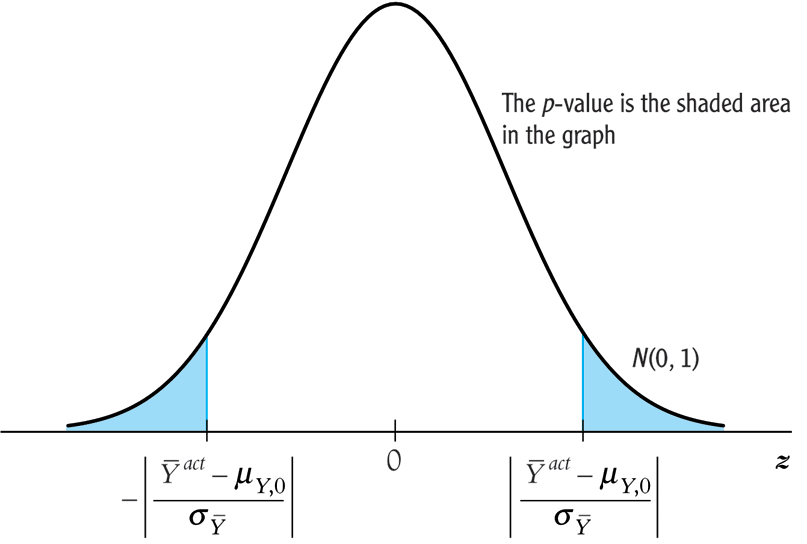 The p-value is the shaded area
in the graph
N(0, 1)
0
z
−|(Ȳ^act − μ_Y,0)/σ_Ȳ|
|(Ȳ^act − μ_Y,0)/σ_Ȳ|